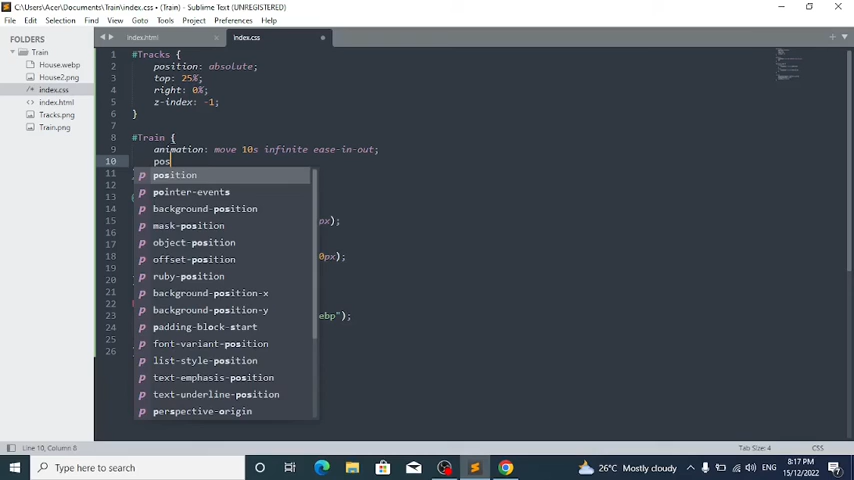 C:\Users\Acer\Documents\Train\index.css • (Train) - Sublime Text (UNREGISTERED)
File Edit Selection Find View Goto Tools Project Preferences Help
FOLDERS
Train
House.webp
House2.png
index.css
index.html
Tracks.png
Train.png
index.html
index.css
1 #Tracks {
2 position: absolute;
3 top: 25%;
4 right: 0%;
5 z-index: -1;
6 }
7
8 #Train {
9 animation: move 10s infinite ease-in-out;
10 pos
11
12
13
14
15 px);
16
17
18 0px);
19
20
21
22
23 ebp");
24
25
26
p position
p pointer-events
p background-position
p mask-position
p object-position
p offset-position
p ruby-position
p background-position-x
p background-position-y
p padding-block-start
p font-variant-position
p list-style-position
p text-emphasis-position
p text-underline-position
p perspective-origin
Line 10, Column 8
Tab Size: 4
CSS
Type here to search
26°C Mostly cloudy
ENG
8:17 PM
15/12/2022
7